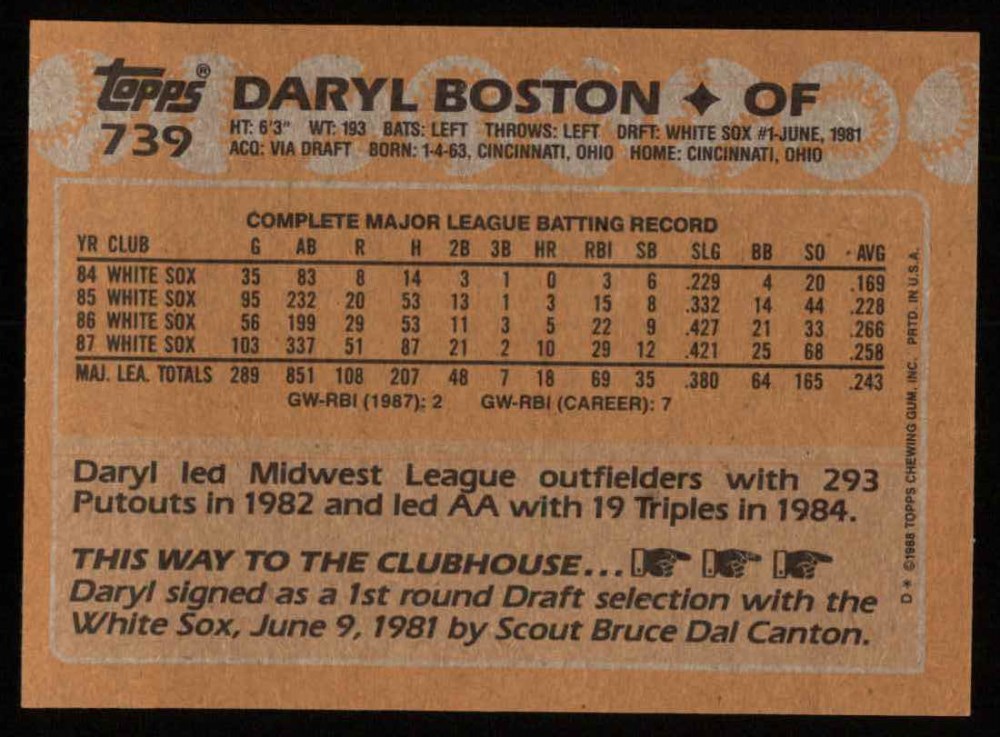 topps® DARYL BOSTON ✦ OF
739 HT: 6'3" WT: 193 BATS: LEFT THROWS: LEFT DRFT: WHITE SOX #1-JUNE, 1981
ACQ: VIA DRAFT BORN: 1-4-63, CINCINNATI, OHIO HOME: CINCINNATI, OHIO
COMPLETE MAJOR LEAGUE BATTING RECORD
YR CLUB G AB R H 2B 3B HR RBI SB SLG BB SO AVG
84 WHITE SOX 35 83 8 14 3 1 0 3 6 .229 4 20 .169
85 WHITE SOX 95 232 20 53 13 1 3 15 8 .332 14 44 .228
86 WHITE SOX 56 199 29 53 11 3 5 22 9 .427 21 33 .266
87 WHITE SOX 103 337 51 87 21 2 10 29 12 .421 25 68 .258
MAJ. LEA. TOTALS 289 851 108 207 48 7 18 69 35 .380 64 165 .243
GW-RBI (1987): 2 GW-RBI (CAREER): 7
Daryl led Midwest League outfielders with 293
Putouts in 1982 and led AA with 19 Triples in 1984.
THIS WAY TO THE CLUBHOUSE...
Daryl signed as a 1st round Draft selection with the
White Sox, June 9, 1981 by Scout Bruce Dal Canton.
D* ©1988 TOPPS CHEWING GUM, INC. PRTD. IN U.S.A.